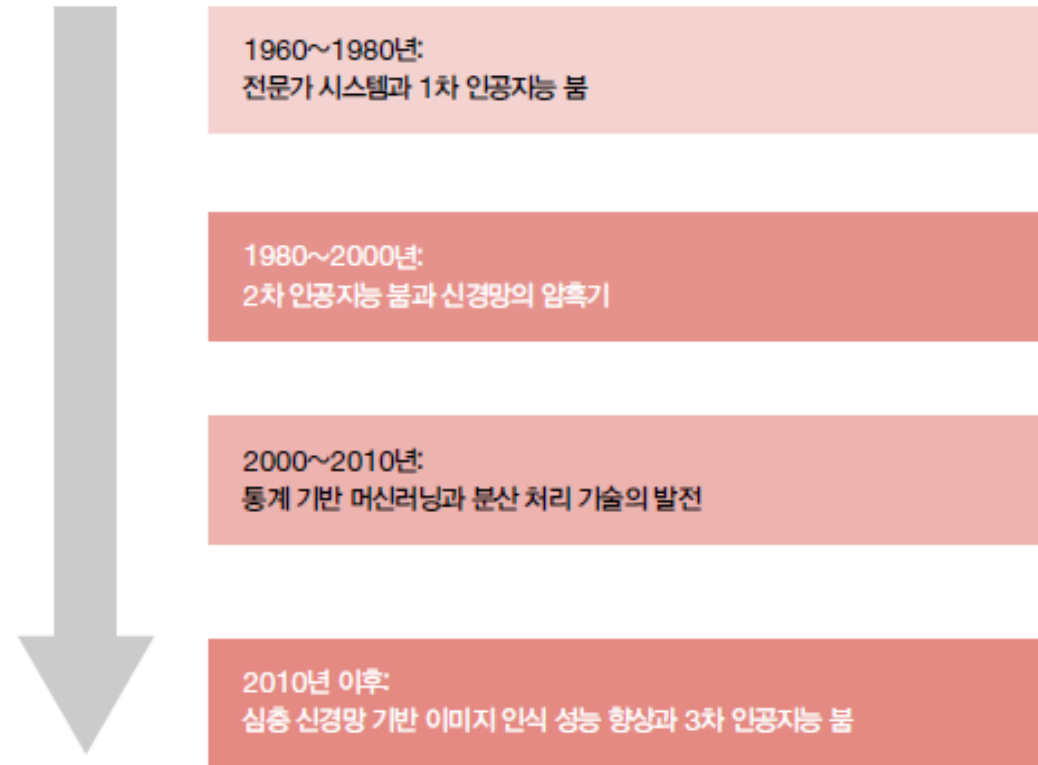 1960~1980년:
전문가 시스템과 1차 인공지능 붐
1980~2000년:
2차 인공지능 붐과 신경망의 암흑기
2000~2010년:
통계 기반 머신러닝과 분산 처리 기술의 발전
2010년 이후:
심층 신경망 기반 이미지 인식 성능 향상과 3차 인공지능 붐